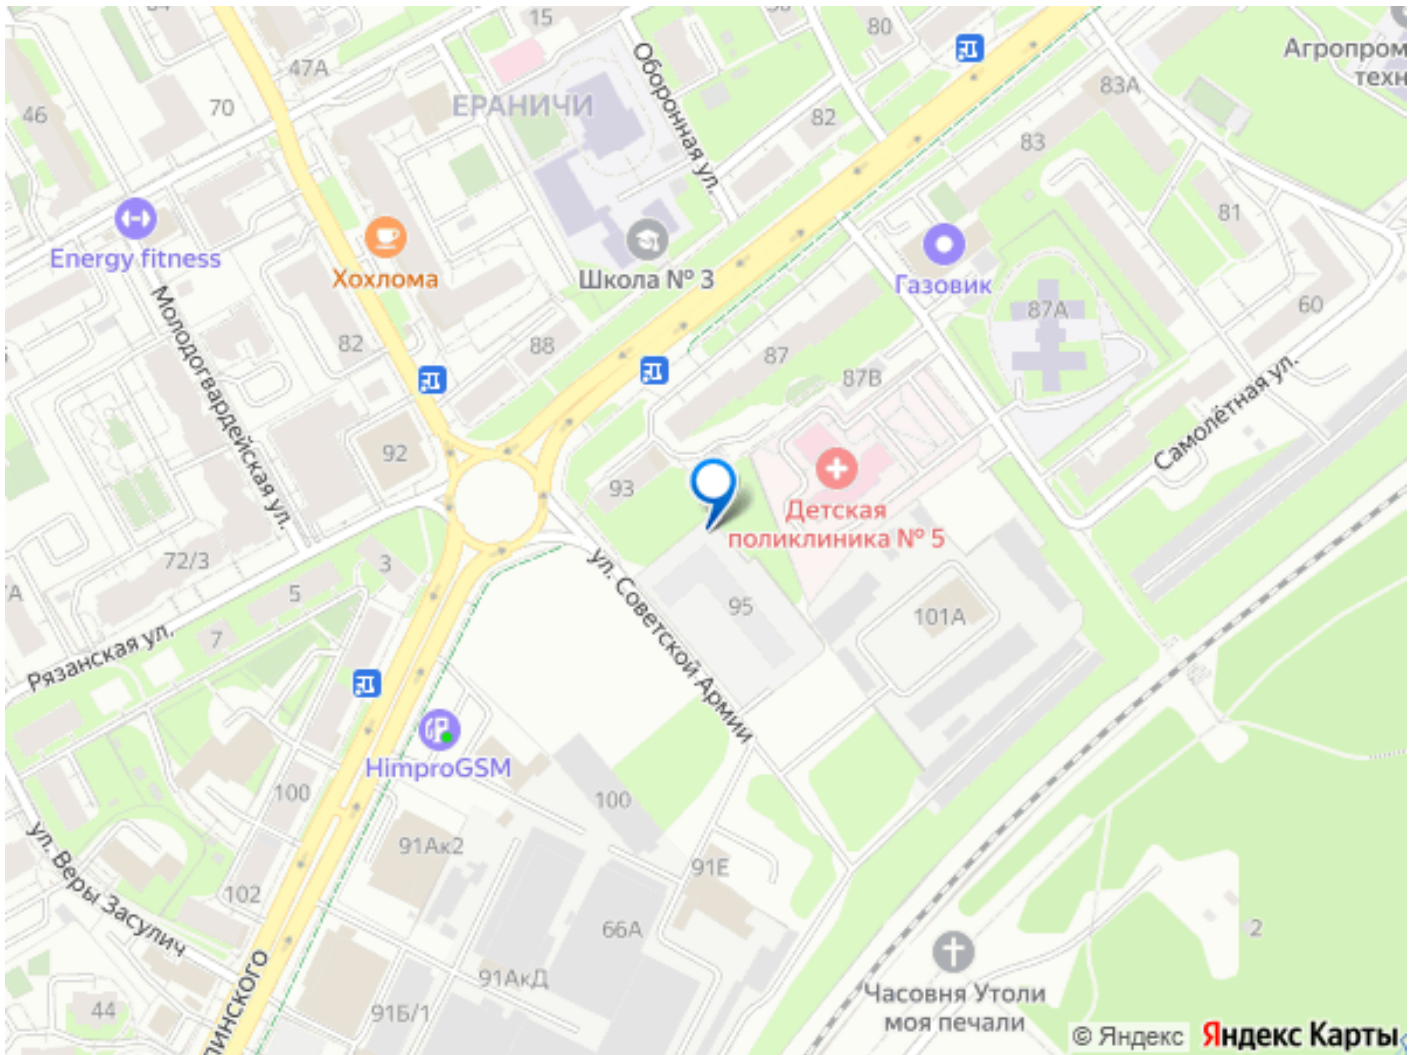 15
80
Агропром
техн
47А
Оборонная ул.
83А
46
70
ЕРАНИЧИ
82
83
81
Energy fitness
Хохлома
Школа № 3
Газовик
87А
60
Молодогвардейская ул.
82
88
87
87В
Самолётная ул.
92
93
Детская
поликлиника № 5
72/3
3
5
7
Рязанская ул.
ул. Советской Армии
95
101А
HimproGSM
100
100
91Ак2
91Е
ул. Веры Засулич
102
66А
2
91АкД
Часовня Утоли
моя печали
44
91Б/1
линского
© Яндекс
Яндекс Карты